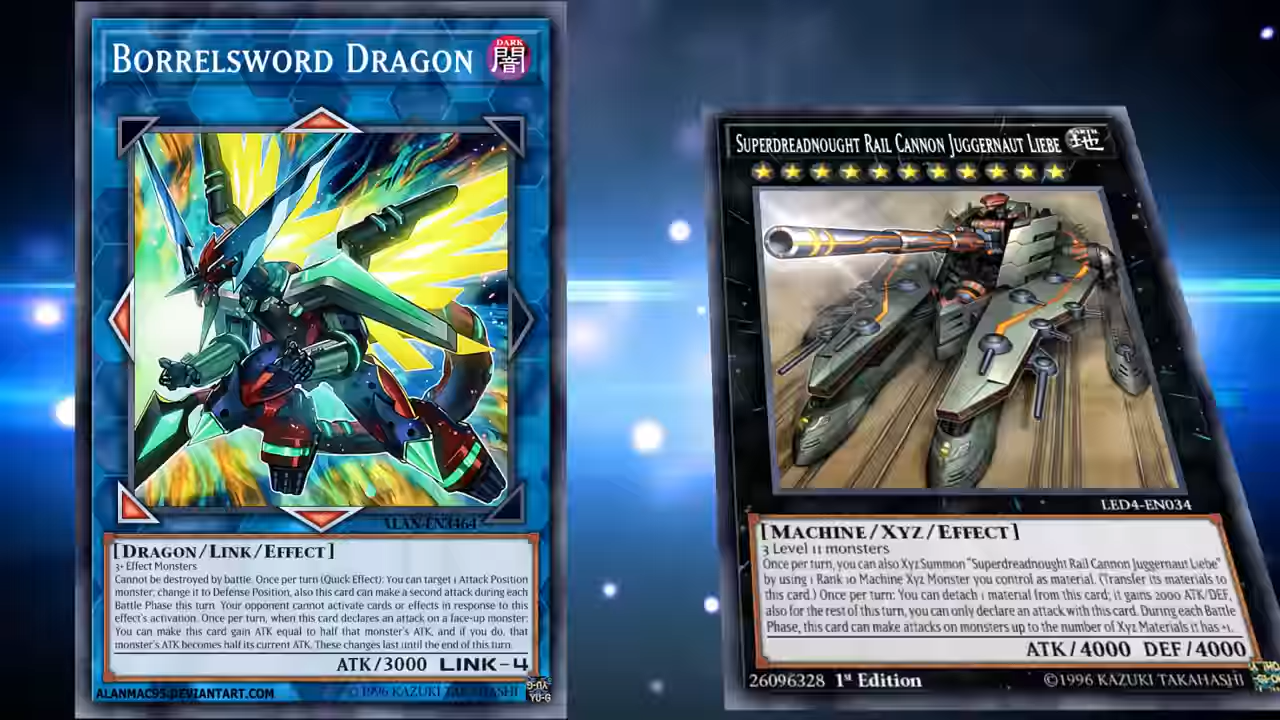 BORRELSWORD DRAGON
DARK
闇
ALAN-EN3464
[DRAGON/LINK/EFFECT]
3+ Effect Monsters
Cannot be destroyed by battle. Once per turn (Quick Effect): You can target 1 Attack Position
monster; change it to Defense Position, also this card can make a second attack during each
Battle Phase this turn. Your opponent cannot activate cards or effects in response to this
effect's activation. Once per turn, when this card declares an attack on a face-up monster:
You can make this card gain ATK equal to half that monster's ATK, and if you do, that
monster's ATK becomes half its current ATK. These changes last until the end of this turn.
ATK/3000 LINK-4
ALANMAC95.DEVIANTART.COM
©1996 KAZUKI TAKAHASHI
SUPERDREADNOUGHT RAIL CANNON JUGGERNAUT LIEBE
EARTH
地
LED4-EN034
[MACHINE/XYZ/EFFECT]
3 Level 11 monsters
Once per turn, you can also Xyz Summon "Superdreadnought Rail Cannon Juggernaut Liebe"
by using 1 Rank 10 Machine Xyz Monster you control as material. (Transfer its materials to
this card.) Once per turn: You can detach 1 material from this card; it gains 2000 ATK/DEF,
also for the rest of this turn, you can only declare an attack with this card. During each Battle
Phase, this card can make attacks on monsters up to the number of Xyz Materials it has +1.
ATK/4000 DEF/4000
26096328 1st Edition
©1996 KAZUKI TAKAHASHI